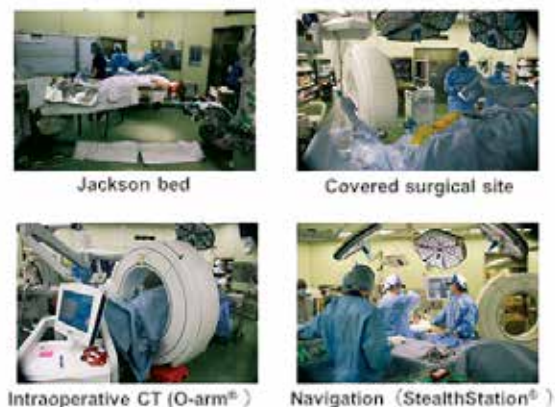 Jackson bed
Covered surgical site
Intraoperative CT (O-arm® )
Navigation (StealthStation® )